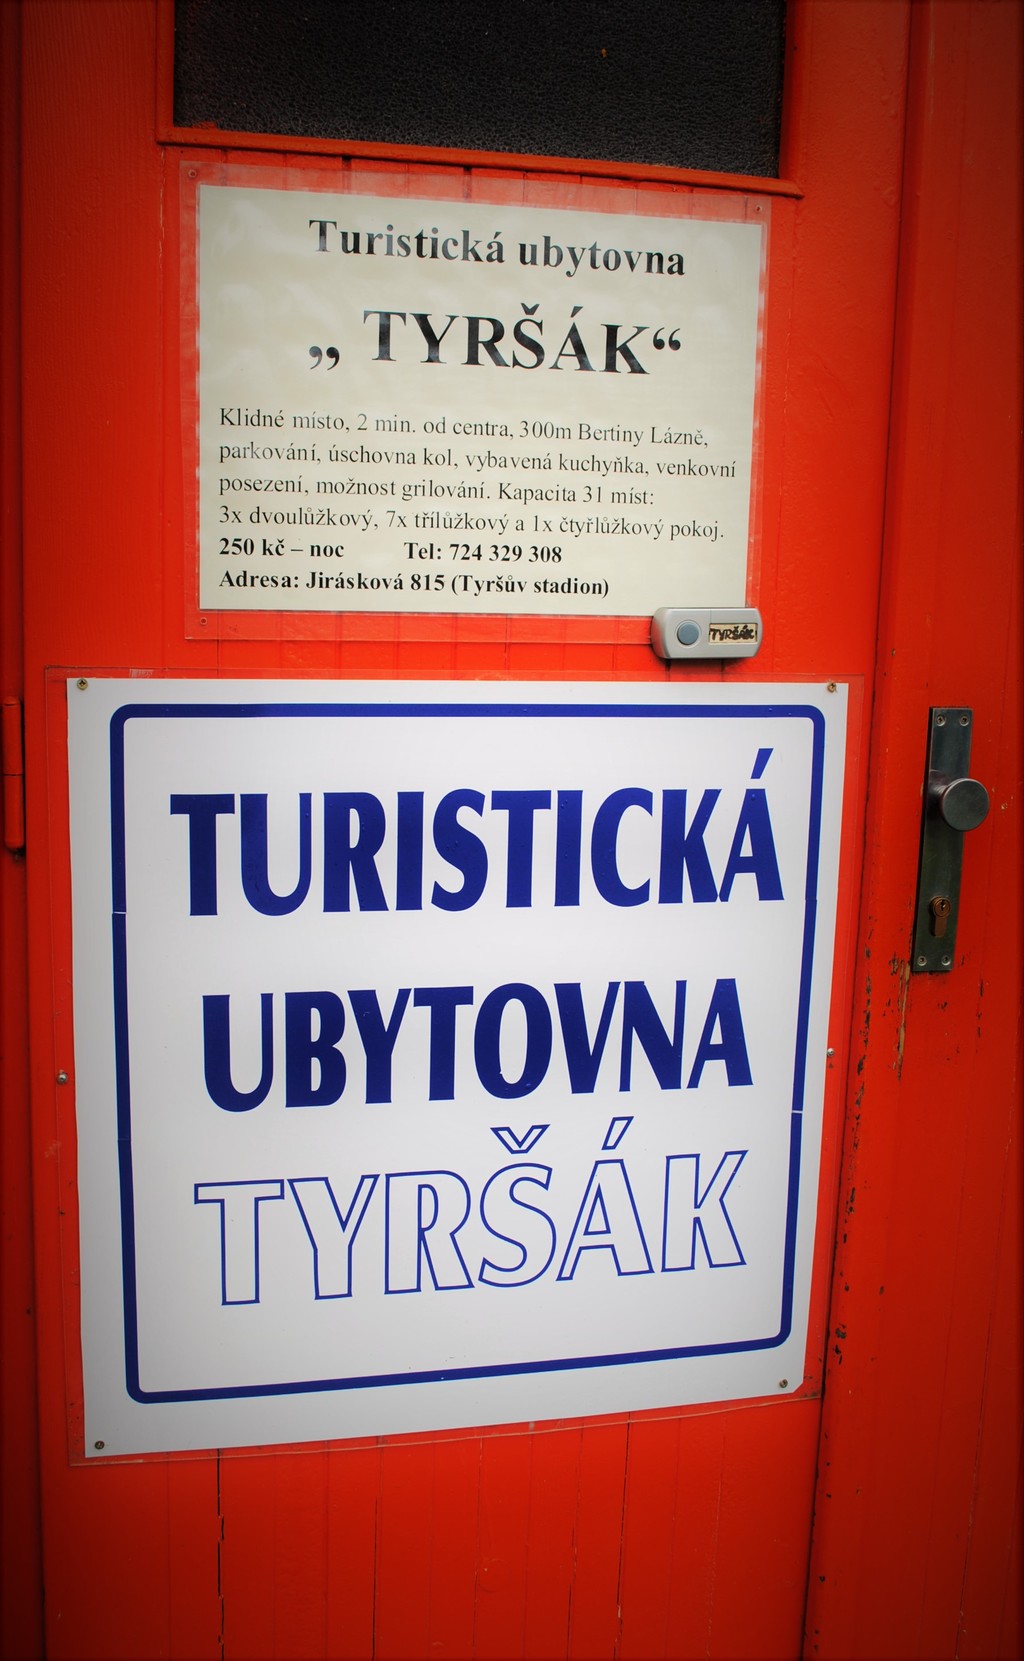 Turistická ubytovna
„ TYRŠÁK“
Klidné místo, 2 min. od centra, 300m Bertiny Lázně,
parkování, úschovna kol, vybavená kuchyňka, venkovní
posezení, možnost grilování. Kapacita 31 míst:
3x dvoulůžkový, 7x třílůžkový a 1x čtyřlůžkový pokoj.
250 kč – noc Tel: 724 329 308
Adresa: Jirásková 815 (Tyršův stadion)
TYRŠÁK
TURISTICKÁ
UBYTOVNA
TYRŠÁK